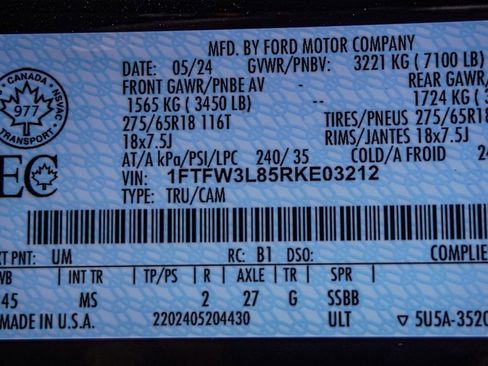 MFD. BY FORD MOTOR COMPANY
DATE: 05/24 GVWR/PNBV: 3221 KG ( 7100 LB)
FRONT GAWR/PNBE AV - REAR GAWR/
1565 KG ( 3450 LB) -- 1724 KG (
275/65R18 116T TIRES/PNEUS 275/65R18
18x7.5J RIMS/JANTES 18x7.5J
AT/A kPa/PSI/LPC 240/ 35 COLD/A FROID 24
VIN: 1FTFW3L85RKE03212
TYPE: TRU/CAM
CANADA
NSVAC
977
TRANSPORT
EC
PNT: UM RC: B1 DSO: COMPLIE
WB INT TR TP/PS R AXLE TR SPR
45 MS 2 27 G SSBB
MADE IN U.S.A. 2202405204430 ULT ▽ 5U5A-3520